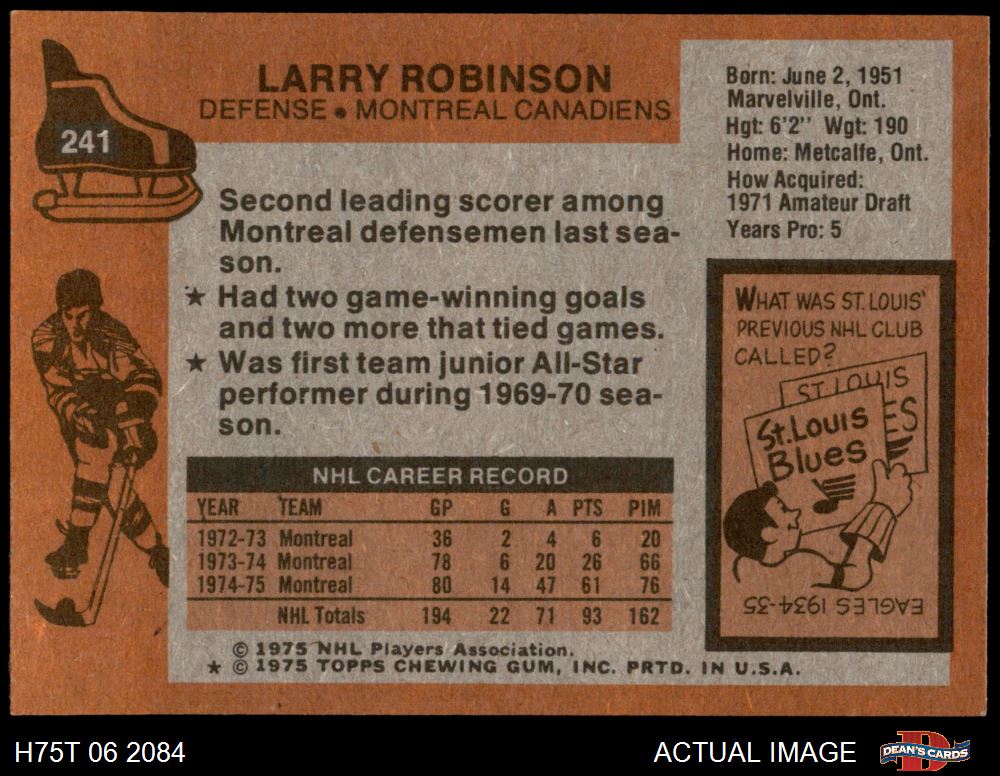 LARRY ROBINSON
DEFENSE • MONTREAL CANADIENS
241
Born: June 2, 1951
Marvelville, Ont.
Hgt: 6'2" Wgt: 190
Home: Metcalfe, Ont.
How Acquired:
1971 Amateur Draft
Years Pro: 5
Second leading scorer among
Montreal defensemen last sea-
son.
★ Had two game-winning goals
and two more that tied games.
★ Was first team junior All-Star
performer during 1969-70 sea-
son.
NHL CAREER RECORD
YEAR TEAM GP G A PTS PIM
1972-73 Montreal 36 2 4 6 20
1973-74 Montreal 78 6 20 26 66
1974-75 Montreal 80 14 47 61 76
NHL Totals 194 22 71 93 162
© 1975 NHL Players Association.
★ © 1975 TOPPS CHEWING GUM, INC. PRTD. IN U.S.A.
WHAT WAS ST. LOUIS'
PREVIOUS NHL CLUB
CALLED?
ST LOUIS
ES
St. Louis
Blues
EAGLES 1934-35
H75T 06 2084
ACTUAL IMAGE
D
DEAN'S CARDS